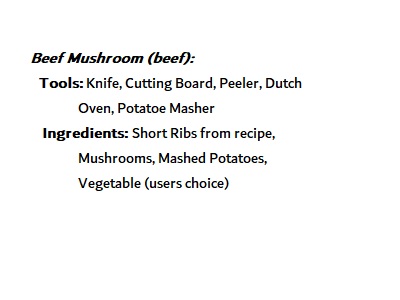 Beef Mushroom (beef):
Tools: Knife, Cutting Board, Peeler, Dutch
Oven, Potatoe Masher
Ingredients: Short Ribs from recipe,
Mushrooms, Mashed Potatoes,
Vegetable (users choice)